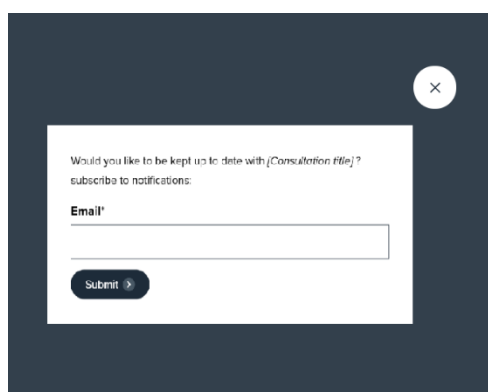 Would you like to be kept up to date with [Consultation title]?
subscribe to notifications:
Email*
Submit